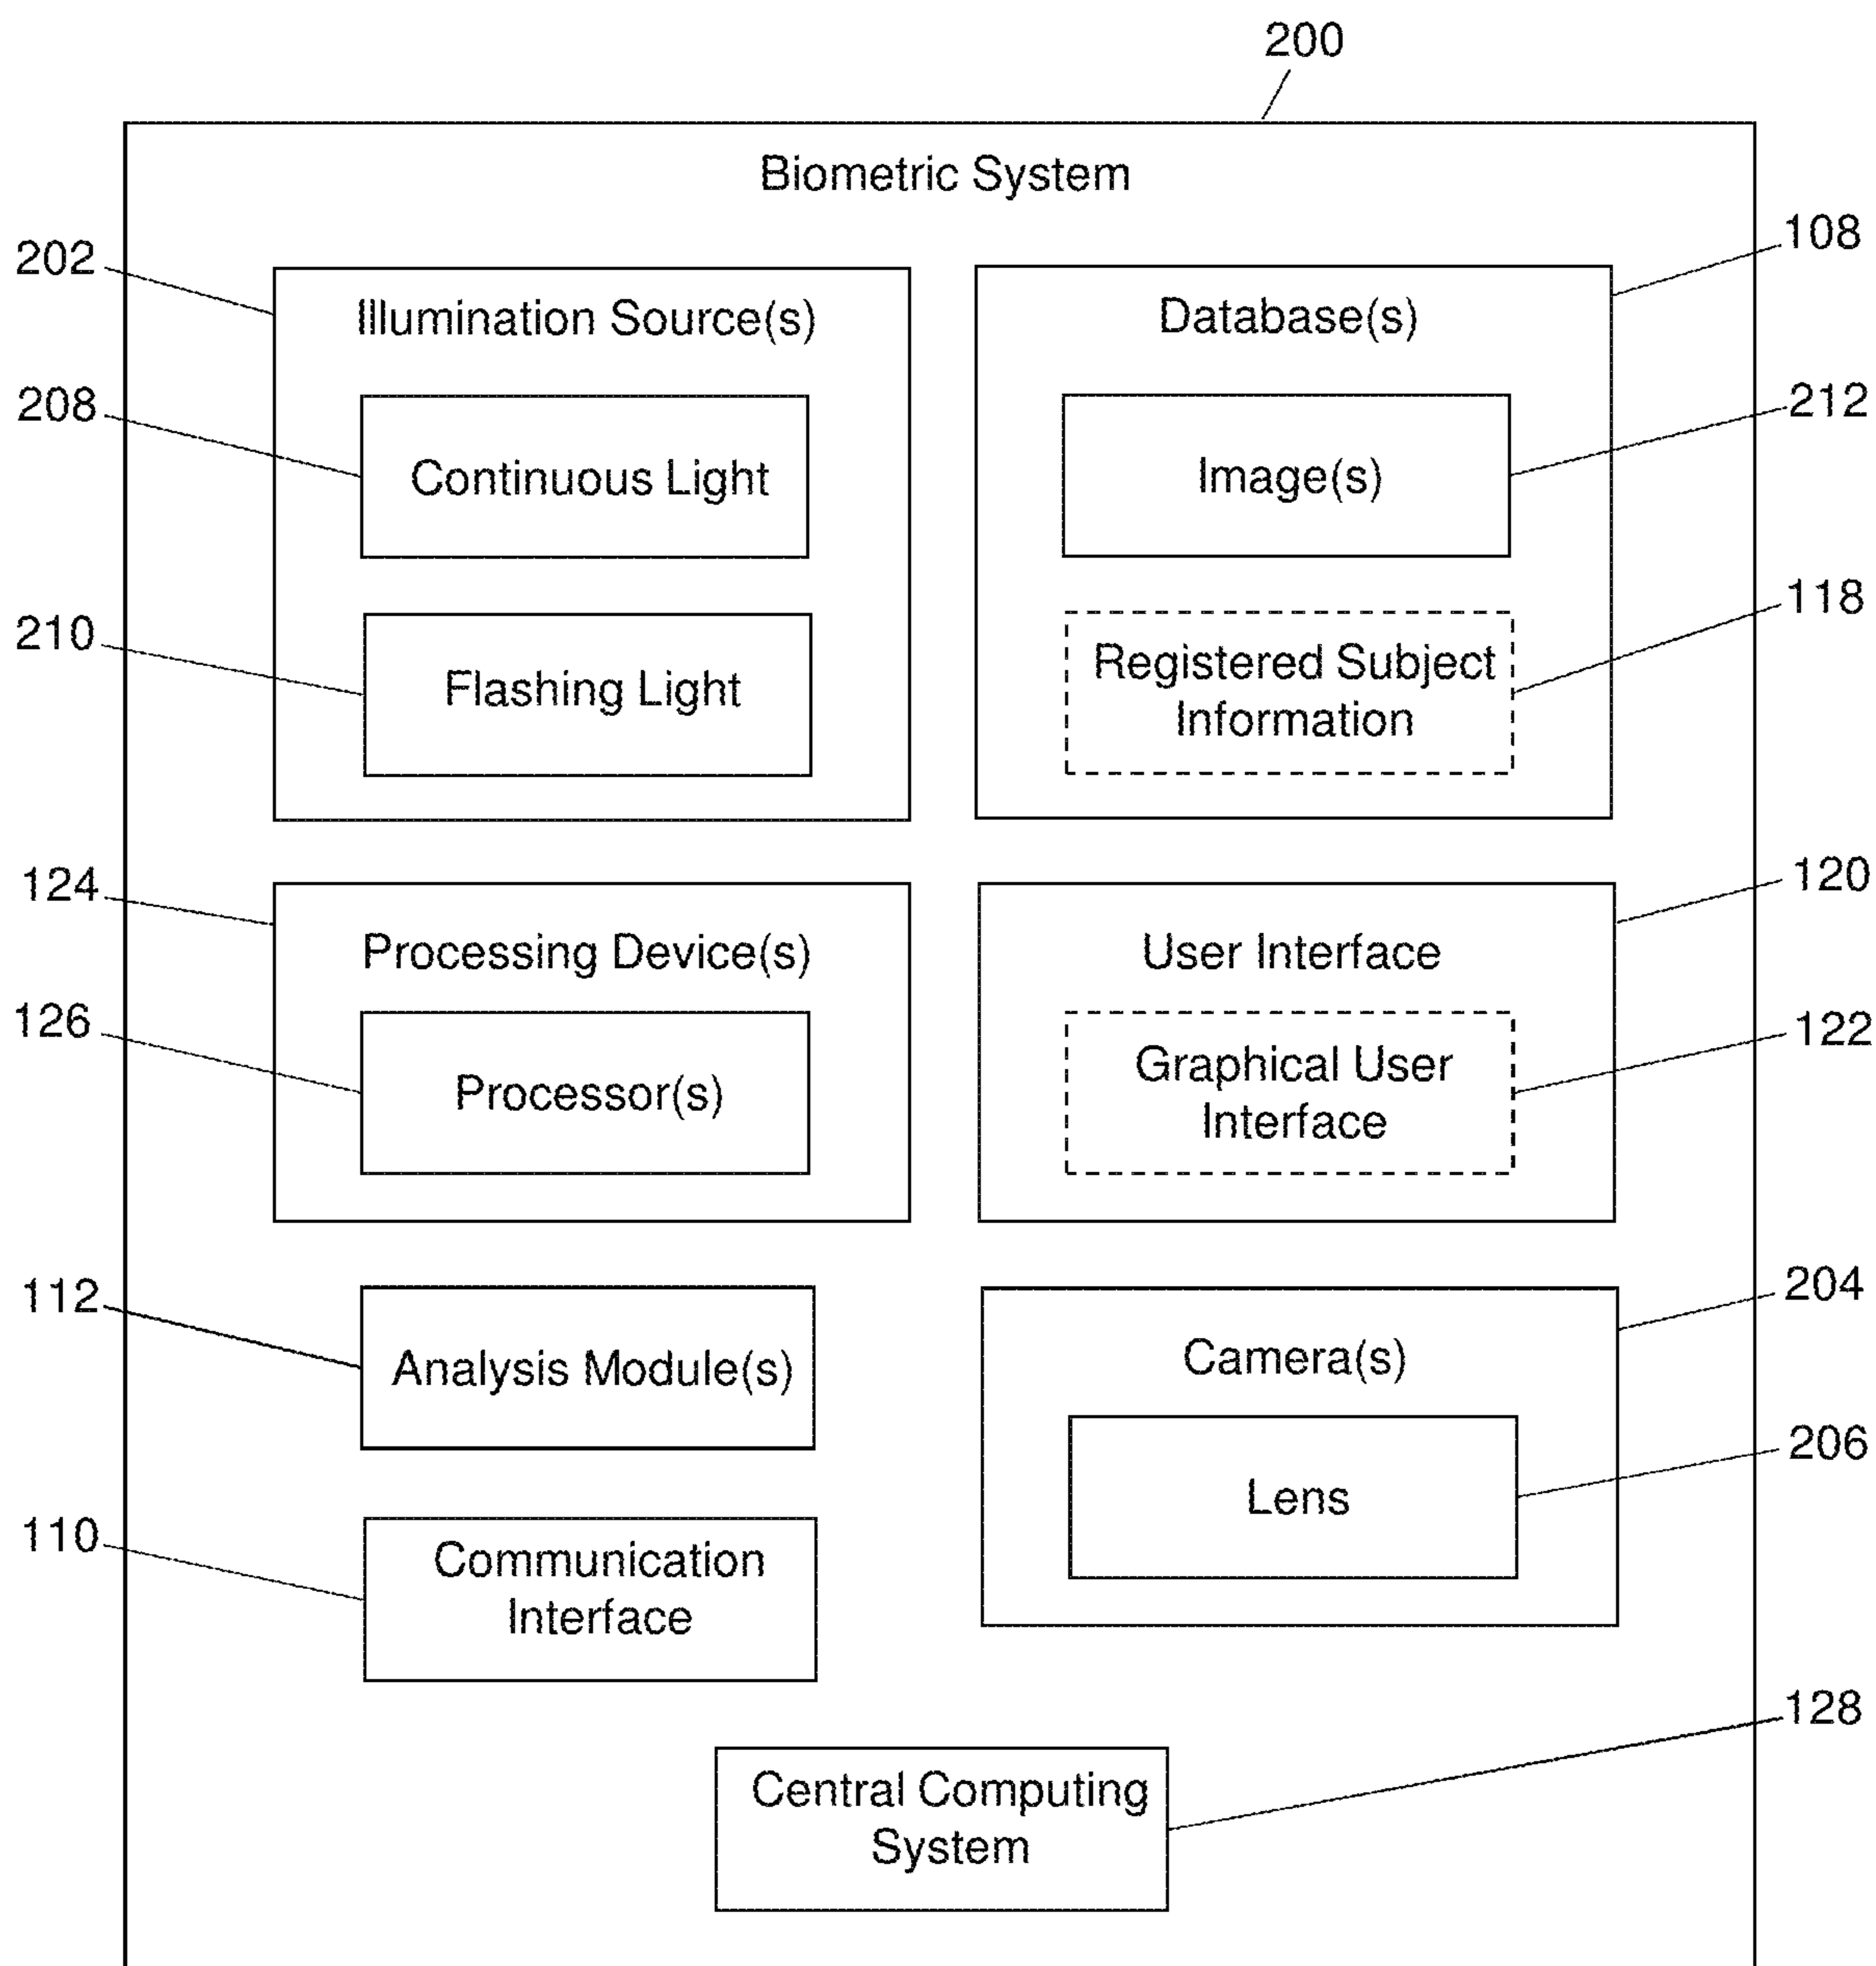 200
Biometric System
202
Illumination Source(s)
208
Continuous Light
210
Flashing Light
108
Database(s)
212
Image(s)
118
Registered Subject
Information
124
Processing Device(s)
126
Processor(s)
120
User Interface
122
Graphical User
Interface
112
Analysis Module(s)
204
Camera(s)
206
Lens
110
Communication
Interface
128
Central Computing
System